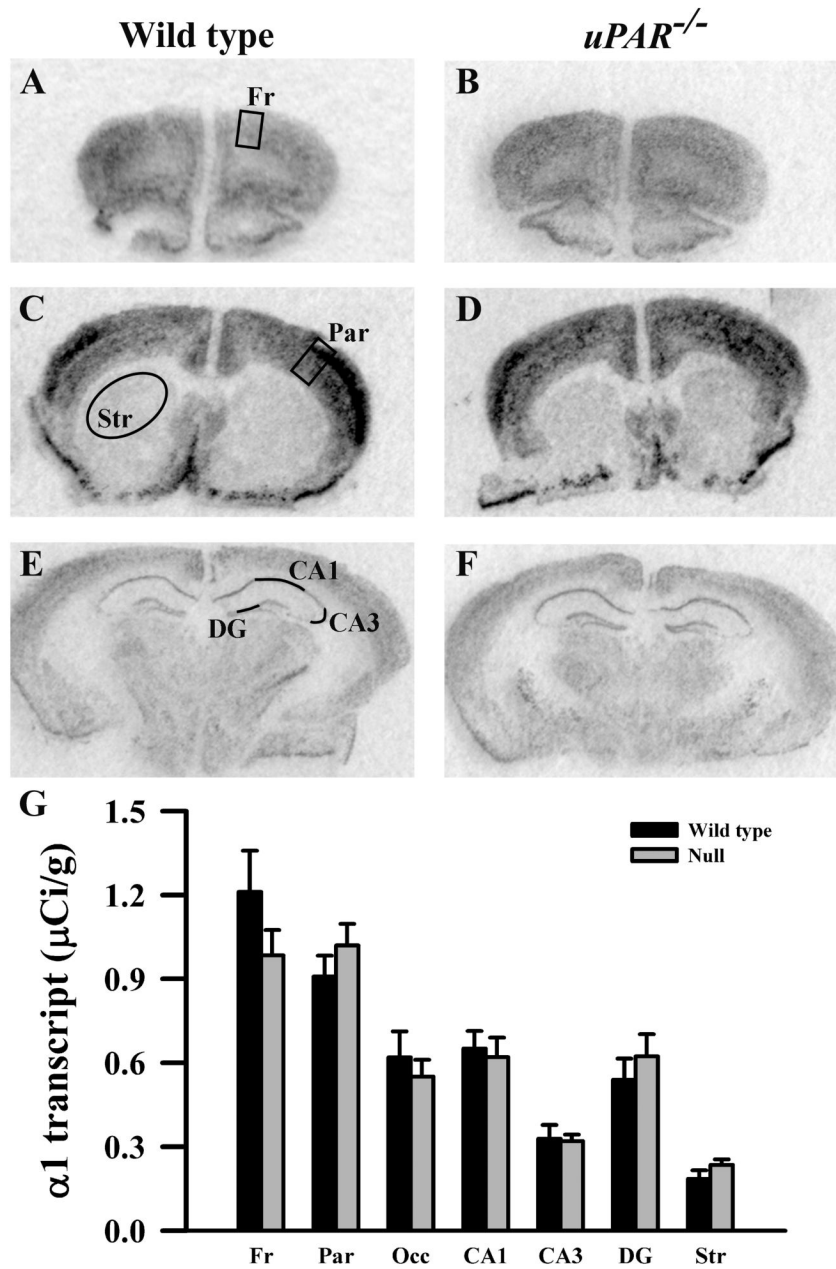 Wild type
uPAR-/-
A
Fr
B
C
Par
Str
D
E
CA1
DG
CA3
F
G
α1 transcript (μCi/g)
1.5
1.2
0.9
0.6
0.3
0.0
Wild type
Null
Fr Par Occ CA1 CA3 DG Str